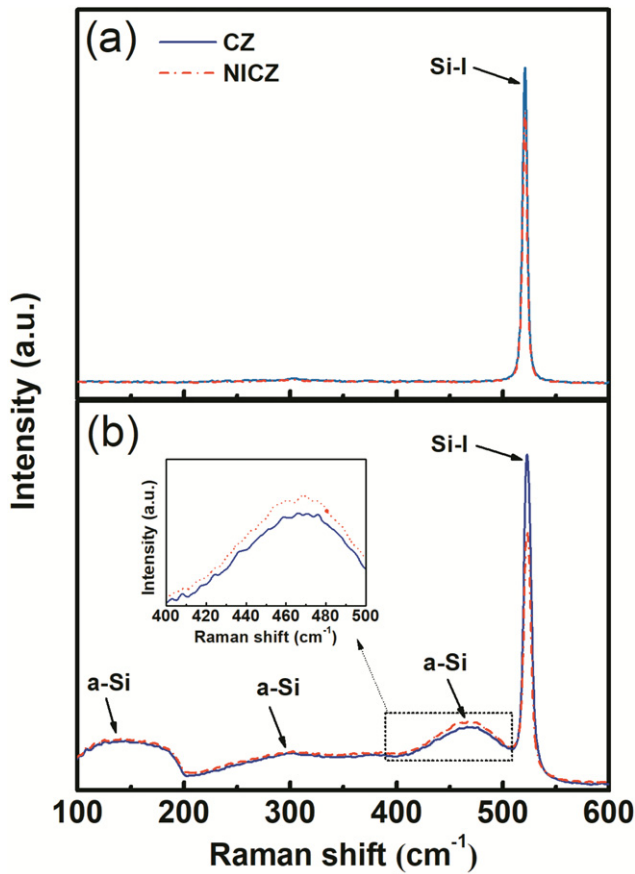 (a)
CZ
NICZ
Si-I
Intensity (a.u.)
(b)
Si-I
Intensity (a.u.)
400 420 440 460 480 500
Raman shift (cm-1)
a-Si
a-Si
a-Si
100 200 300 400 500 600
Raman shift (cm-1)